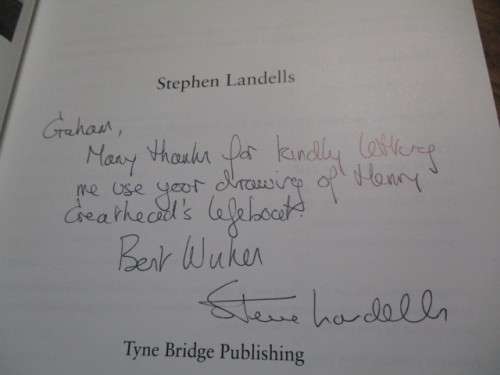 Stephen Landells
Graham,
Many thanks for kindly letting
me use your drawing of Henry
Greathead's lifeboat.
Best Wishes
Steve Landells
Tyne Bridge Publishing